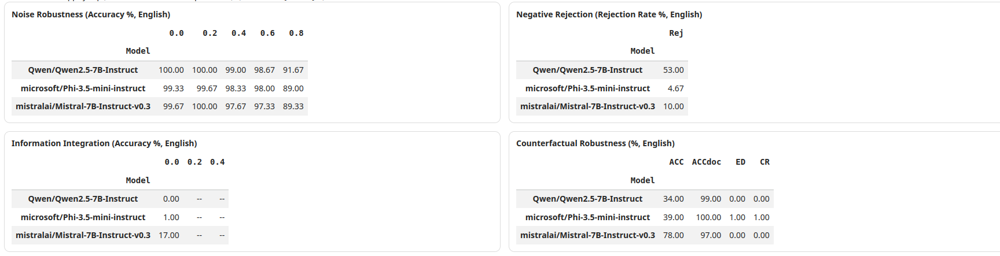 Noise Robustness (Accuracy %, English)
0.0 0.2 0.4 0.6 0.8
Model
Qwen/Qwen2.5-7B-Instruct 100.00 100.00 99.00 98.67 91.67
microsoft/Phi-3.5-mini-instruct 99.33 99.67 98.33 98.00 89.00
mistralai/Mistral-7B-Instruct-v0.3 99.67 100.00 97.67 97.33 89.33
Negative Rejection (Rejection Rate %, English)
Rej
Model
Qwen/Qwen2.5-7B-Instruct 53.00
microsoft/Phi-3.5-mini-instruct 4.67
mistralai/Mistral-7B-Instruct-v0.3 10.00
Information Integration (Accuracy %, English)
0.0 0.2 0.4
Model
Qwen/Qwen2.5-7B-Instruct 0.00 -- --
microsoft/Phi-3.5-mini-instruct 1.00 -- --
mistralai/Mistral-7B-Instruct-v0.3 17.00 -- --
Counterfactual Robustness (%, English)
ACC ACCdoc ED CR
Model
Qwen/Qwen2.5-7B-Instruct 34.00 99.00 0.00 0.00
microsoft/Phi-3.5-mini-instruct 39.00 100.00 1.00 1.00
mistralai/Mistral-7B-Instruct-v0.3 78.00 97.00 0.00 0.00